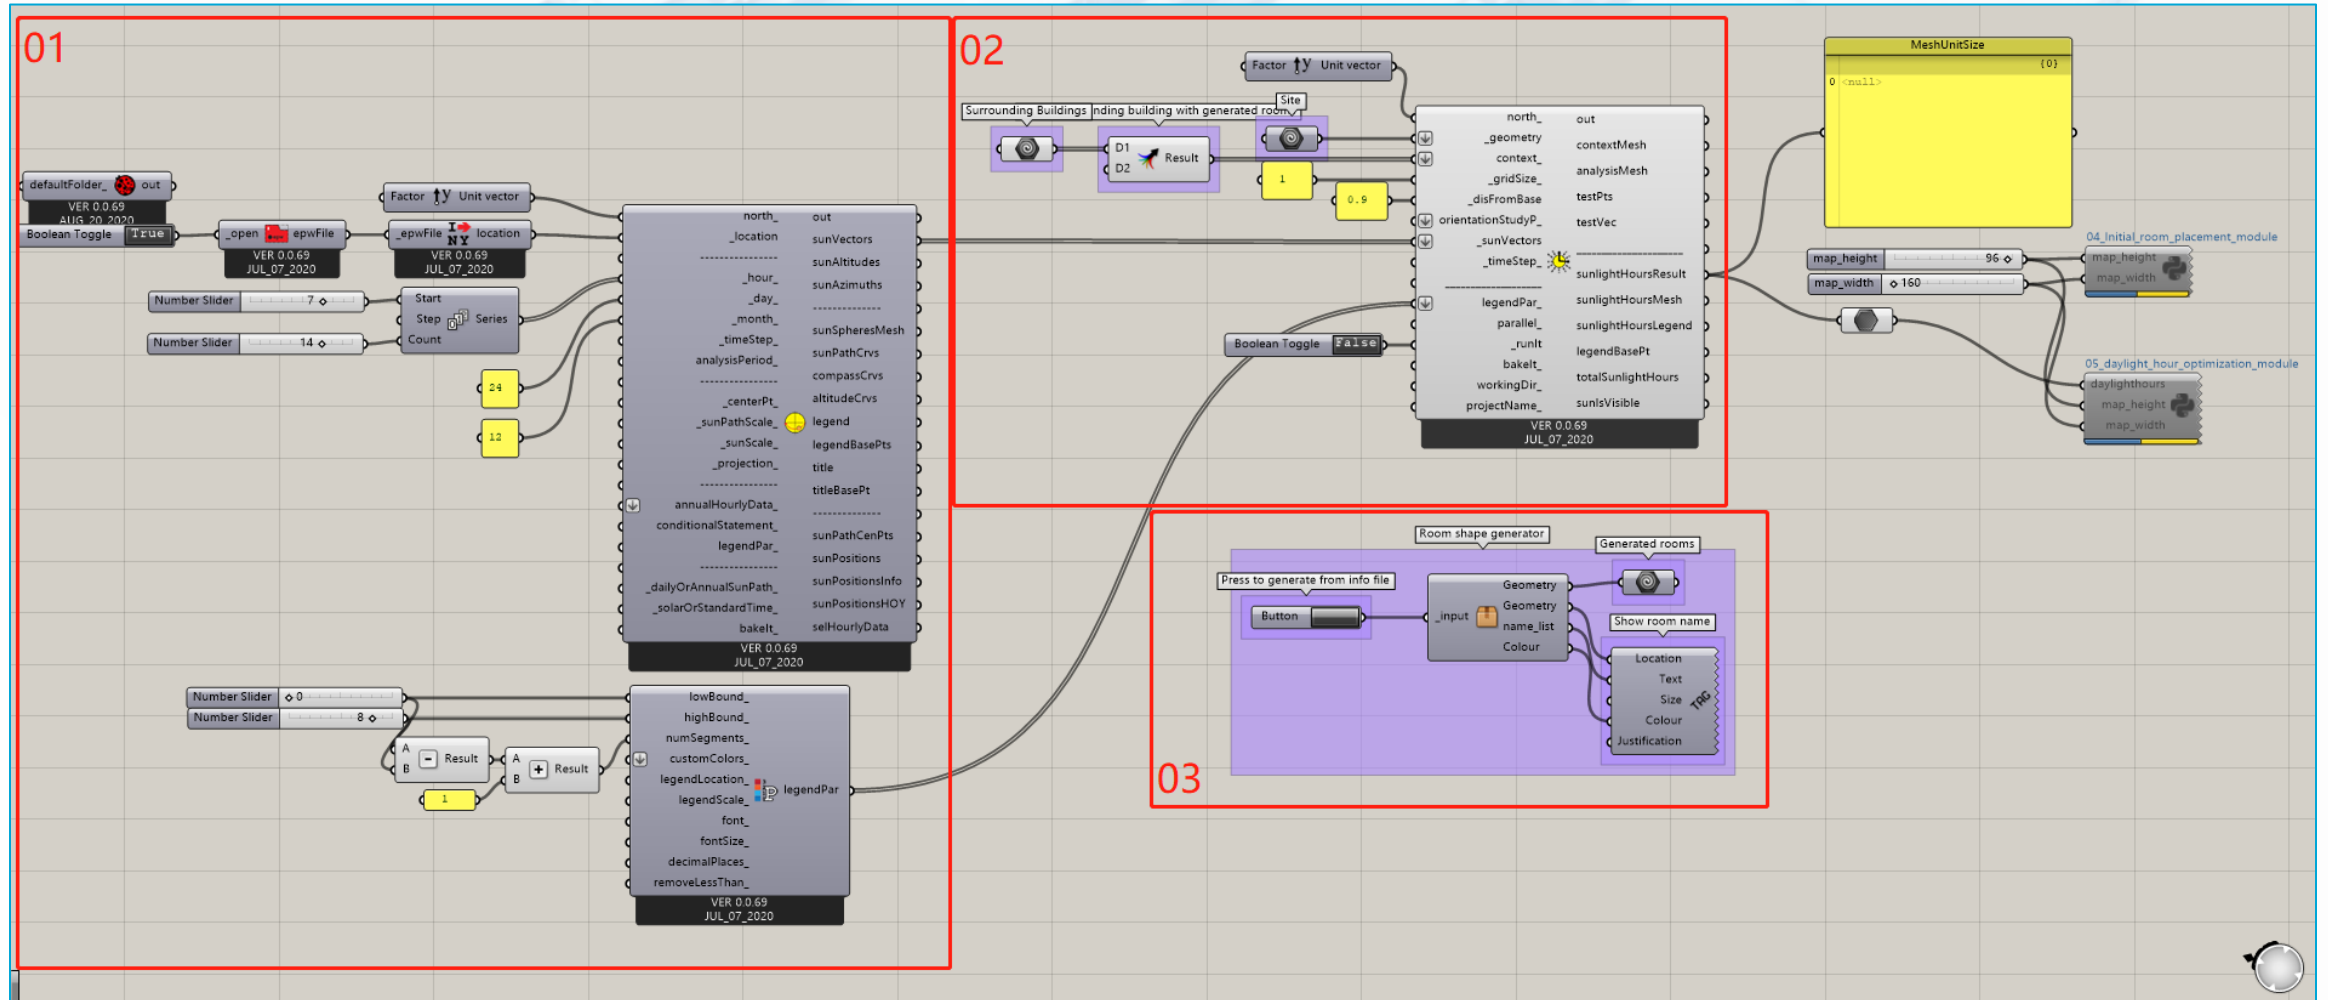 01
defaultFolder_ out
VER 0.0.69
AUG_20_2020
Boolean Toggle True
_open epwFile
VER 0.0.69
JUL_07_2020
Factor y Unit vector
_epwFile I NY location
VER 0.0.69
JUL_07_2020
Number Slider 7
Number Slider 14
Start
Step
Count
Series
24
12
north_
_location
--------------
_hour_
_day_
_month_
_timeStep_
analysisPeriod_
--------------
_centerPt_
_sunPathScale_
_sunScale_
_projection_
--------------
annualHourlyData_
conditionalStatement_
legendPar_
--------------
_dailyOrAnnualSunPath_
_solarOrStandardTime_
bakeIt_
out
sunVectors
sunAltitudes
sunAzimuths
--------------
sunSpheresMesh
sunPathCrvs
compassCrvs
altitudeCrvs
legend
legendBasePts
title
titleBasePt
--------------
sunPathCenPts
sunPositions
sunPositionsInfo
sunPositionsHOY
selHourlyData
VER 0.0.69
JUL_07_2020
Number Slider 0
Number Slider 8
A
B
Result
A
B
Result
1
lowBound_
highBound_
numSegments_
customColors_
legendLocation_
legendScale_
font_
fontSize_
decimalPlaces_
removeLessThan_
legendPar
VER 0.0.69
JUL_07_2020
02
Factor y Unit vector
Surrounding Buildings
nding building with generated room
Site
D1
D2
Result
1
0.9
Boolean Toggle False
north_
_geometry
context_
_gridSize_
_disFromBase
orientationStudyP_
_sunVectors
_timeStep_
___________________
legendPar_
parallel_
_runIt
bakeIt_
workingDir_
projectName_
out
contextMesh
analysisMesh
testPts
testVec
___________________
sunlightHoursResult
sunlightHoursMesh
sunlightHoursLegend
legendBasePt
totalSunlightHours
sunIsVisible
VER 0.0.69
JUL_07_2020
MeshUnitSize
{0}
0 <null>
map_height 96
map_width 160
04_Initial_room_placement_module
map_height
map_width
05_daylight_hour_optimization_module
daylighthours
map_height
map_width
03
Room shape generator
Generated rooms
Press to generate from info file
Button
_input
Geometry
Geometry
name_list
Colour
Show room name
Location
Text
Size
Colour
Justification
TAG